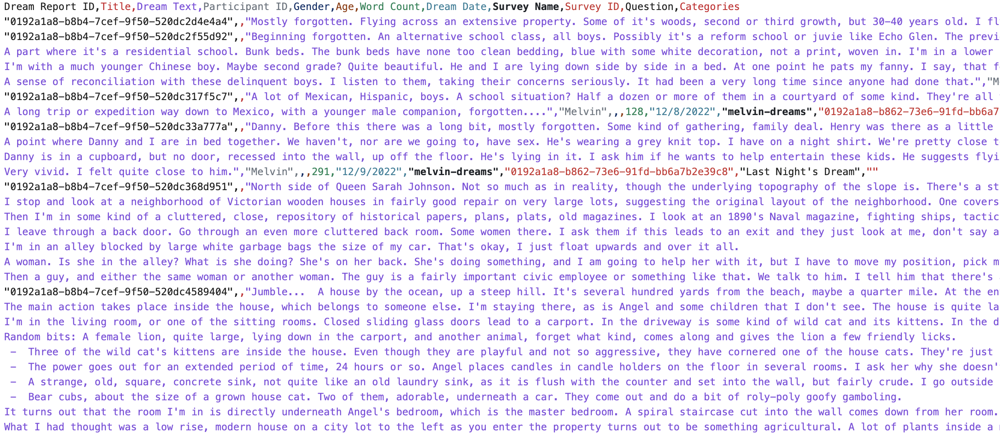 Dream Report ID,Title,Dream Text,Participant ID,Gender,Age,Word Count,Dream Date,Survey Name,Survey ID,Question,Categories
"0192a1a8-b8b4-7cef-9f50-520dc2d4e4a4",,"Mostly forgotten. Flying across an extensive property. Some of it's woods, second or third growth, but 30-40 years old. I fl
"0192a1a8-b8b4-7cef-9f50-520dc2f55d92",,"Beginning forgotten. An alternative school class, all boys. Possibly it's a reform school or juvie like Echo Glen. The previ
A part where it's a residential school. Bunk beds. The bunk beds have none too clean bedding, blue with some white decoration, not a print, woven in. I'm in a lower
I'm with a much younger Chinese boy. Maybe second grade? Quite beautiful. He and I are lying down side by side in a bed. At one point he pats my fanny. I say, that f
A sense of reconciliation with these delinquent boys. I listen to them, taking their concerns seriously. It had been a very long time since anyone had done that.","M
"0192a1a8-b8b4-7cef-9f50-520dc317f5c7",,"A lot of Mexican, Hispanic, boys. A school situation? Half a dozen or more of them in a courtyard of some kind. They're all
A long trip or expedition way down to Mexico, with a younger male companion, forgotten....","Melvin",,,128,"12/8/2022","melvin-dreams","0192a1a8-b862-73e6-91fd-bb6a7
"0192a1a8-b8b4-7cef-9f50-520dc33a777a",,"Danny. Before this there was a long bit, mostly forgotten. Some kind of gathering, family deal. Henry was there as a little
A point where Danny and I are in bed together. We haven't, nor are we going to, have sex. He's wearing a grey knit top. I have on a night shirt. We're pretty close t
Danny is in a cupboard, but no door, recessed into the wall, up off the floor. He's lying in it. I ask him if he wants to help entertain these kids. He suggests flyi
Very vivid. I felt quite close to him.","Melvin",,,291,"12/9/2022","melvin-dreams","0192a1a8-b862-73e6-91fd-bb6a7b2e39c8","Last Night's Dream",""
"0192a1a8-b8b4-7cef-9f50-520dc368d951",,"North side of Queen Sarah Johnson. Not so much as in reality, though the underlying topography of the slope is. There's a st
I stop and look at a neighborhood of Victorian wooden houses in fairly good repair on very large lots, suggesting the original layout of the neighborhood. One covers
Then I'm in some kind of a cluttered, close, repository of historical papers, plans, plats, old magazines. I look at an 1890's Naval magazine, fighting ships, tactic
I leave through a back door. Go through an even more cluttered back room. Some women there. I ask them if this leads to an exit and they just look at me, don't say a
I'm in an alley blocked by large white garbage bags the size of my car. That's okay, I just float upwards and over it all.
A woman. Is she in the alley? What is she doing? She's on her back. She's doing something, and I am going to help her with it, but I have to move my position, pick m
Then a guy, and either the same woman or another woman. The guy is a fairly important civic employee or something like that. We talk to him. I tell him that there's
"0192a1a8-b8b4-7cef-9f50-520dc4589404",,"Jumble...  A house by the ocean, up a steep hill. It's several hundred yards from the beach, maybe a quarter mile. At the en
The main action takes place inside the house, which belongs to someone else. I'm staying there, as is Angel and some children that I don't see. The house is quite la
I'm in the living room, or one of the sitting rooms. Closed sliding glass doors lead to a carport. In the driveway is some kind of wild cat and its kittens. In the d
Random bits: A female lion, quite large, lying down in the carport, and another animal, forget what kind, comes along and gives the lion a few friendly licks.
 –  Three of the wild cat's kittens are inside the house. Even though they are playful and not so aggressive, they have cornered one of the house cats. They're just
 –  The power goes out for an extended period of time, 24 hours or so. Angel places candles in candle holders on the floor in several rooms. I ask her why she doesn'
 –  A strange, old, square, concrete sink, not quite like an old laundry sink, as it is flush with the counter and set into the wall, but fairly crude. I go outside
 –  Bear cubs, about the size of a grown house cat. Two of them, adorable, underneath a car. They come out and do a bit of roly-poly goofy gamboling.
It turns out that the room I'm in is directly underneath Angel's bedroom, which is the master bedroom. A spiral staircase cut into the wall comes down from her room.
What I had thought was a low rise, modern house on a city lot to the left as you enter the property turns out to be something agricultural. A lot of plants inside a